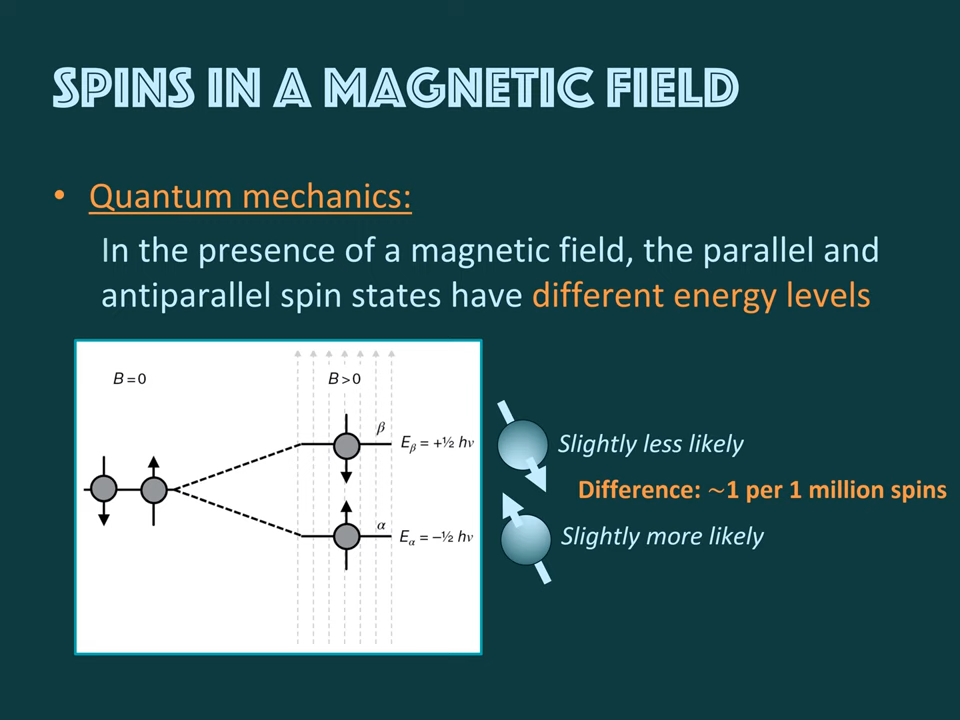 SPINS IN A MAGNETIC FIELD
• Quantum mechanics:
In the presence of a magnetic field, the parallel and
antiparallel spin states have different energy levels
B = 0
B > 0
β
Eβ = +½ hν
α
Eα = –½ hν
Slightly less likely
Difference: ~1 per 1 million spins
Slightly more likely